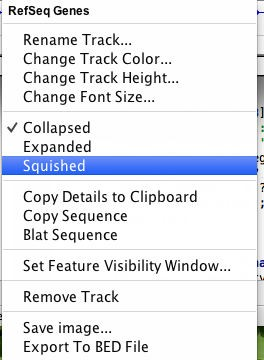 RefSeq Genes
Rename Track...
Change Track Color...
Change Track Height...
Change Font Size...
✓ Collapsed
Expanded
Squished
Copy Details to Clipboard
Copy Sequence
Blat Sequence
Set Feature Visibility Window...
Remove Track
Save image...
Export To BED File